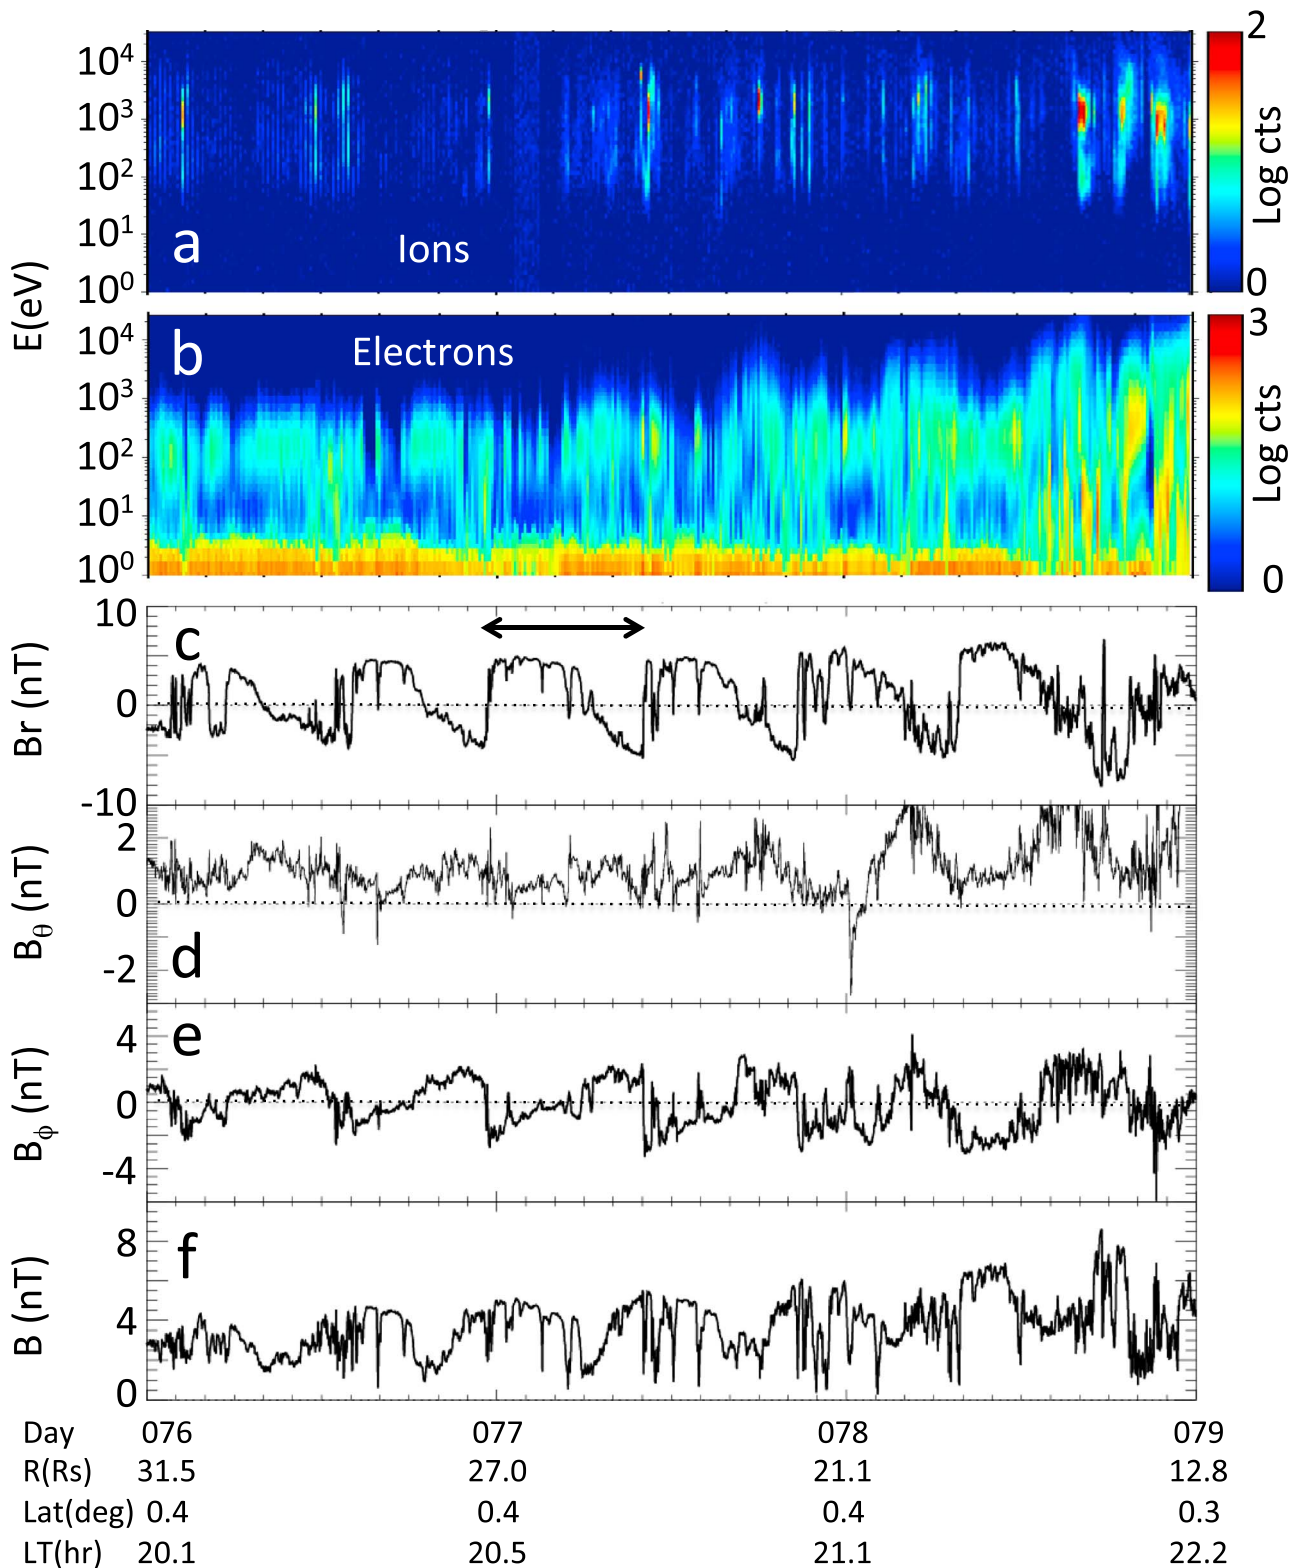 10⁴
10³
10²
10¹
10⁰
a
Ions
2
Log cts
0
E(eV)
10⁴
10³
10²
10¹
10⁰
b
Electrons
3
Log cts
0
10
0
-10
Br (nT)
c
2
0
-2
Bθ (nT)
d
4
0
-4
Bϕ (nT)
e
8
4
0
B (nT)
f
Day 076 077 078 079
R(Rs) 31.5 27.0 21.1 12.8
Lat(deg) 0.4 0.4 0.4 0.3
LT(hr) 20.1 20.5 21.1 22.2